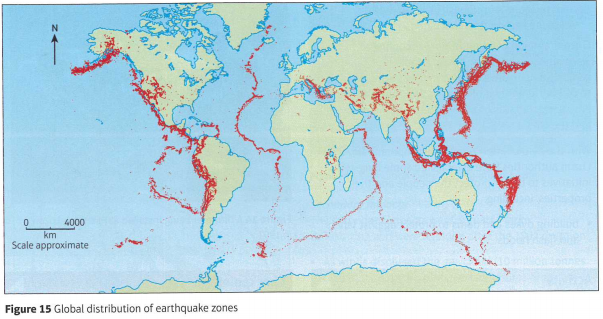 N
0 4000
km
Scale approximate
Figure 15 Global distribution of earthquake zones